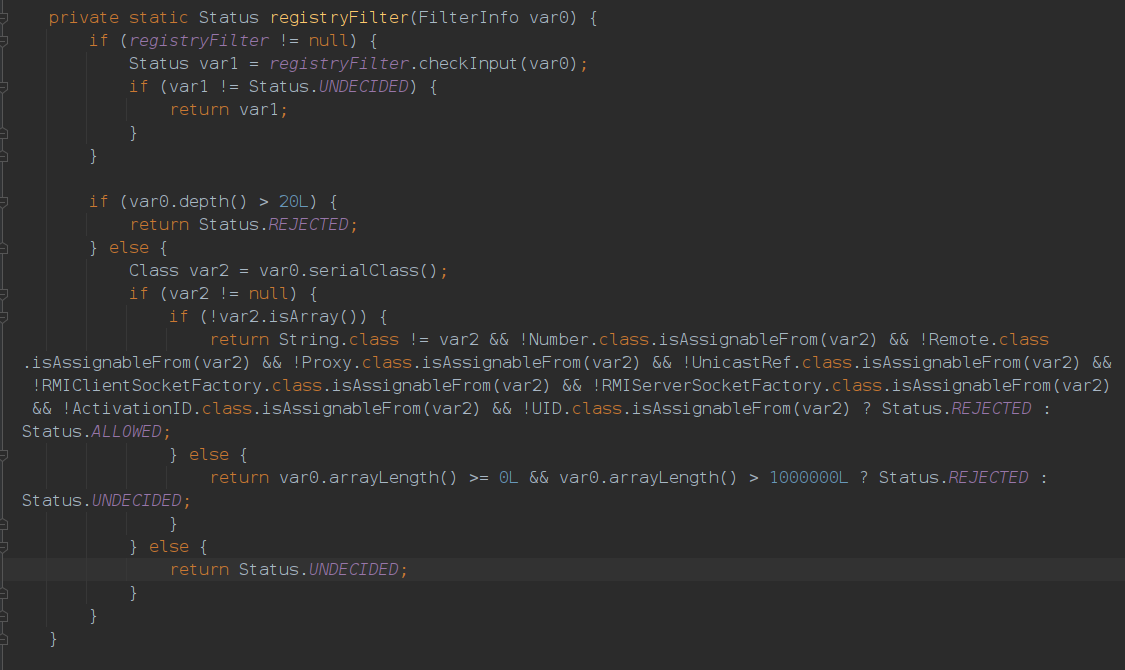 private static Status registryFilter(FilterInfo var0) {
if (registryFilter != null) {
Status var1 = registryFilter.checkInput(var0);
if (var1 != Status.UNDECIDED) {
return var1;
}
}
if (var0.depth() > 20L) {
return Status.REJECTED;
} else {
Class var2 = var0.serialClass();
if (var2 != null) {
if (!var2.isArray()) {
return String.class != var2 && !Number.class.isAssignableFrom(var2) && !Remote.class
.isAssignableFrom(var2) && !Proxy.class.isAssignableFrom(var2) && !UnicastRef.class.isAssignableFrom(var2) &&
!RMIClientSocketFactory.class.isAssignableFrom(var2) && !RMIServerSocketFactory.class.isAssignableFrom(var2)
&& !ActivationID.class.isAssignableFrom(var2) && !UID.class.isAssignableFrom(var2) ? Status.REJECTED :
Status.ALLOWED;
} else {
return var0.arrayLength() >= 0L && var0.arrayLength() > 1000000L ? Status.REJECTED :
Status.UNDECIDED;
}
} else {
return Status.UNDECIDED;
}
}
}